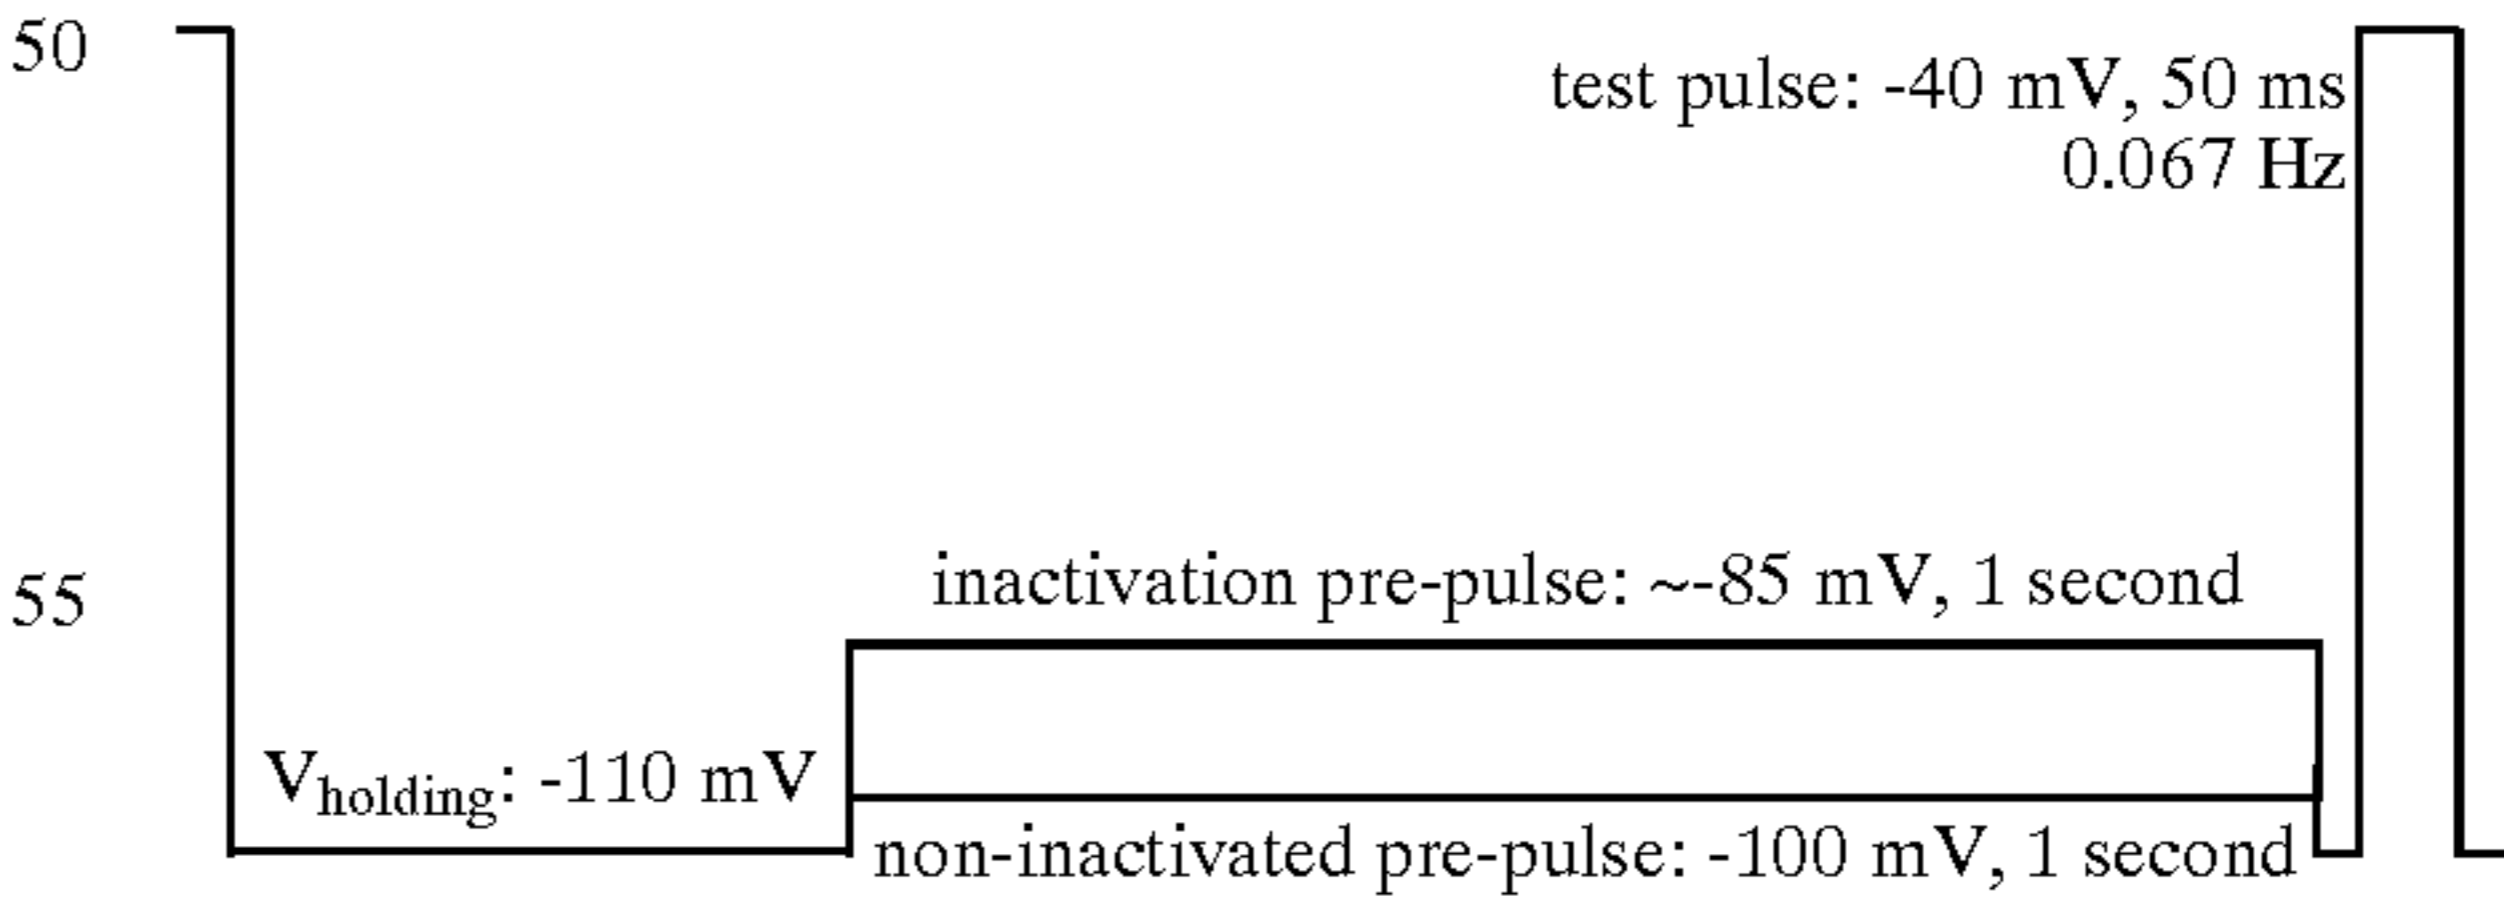 50
test pulse: -40 mV, 50 ms
0.067 Hz
55
inactivation pre-pulse: ~-85 mV, 1 second
Vholding: -110 mV
non-inactivated pre-pulse: -100 mV, 1 second